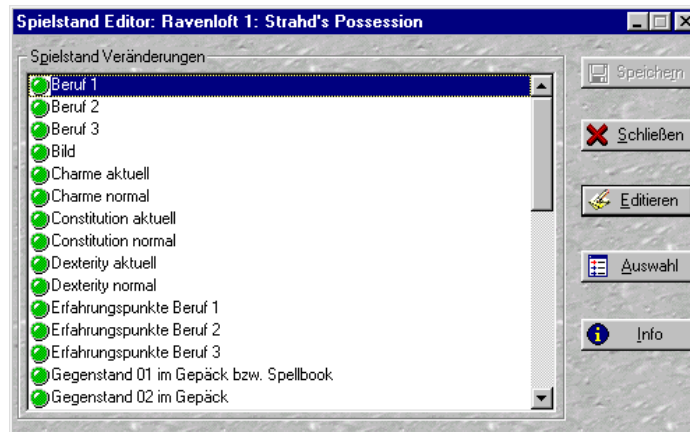 Spielstand Editor: Ravenloft 1: Strahd's Possession
Spielstand Veränderungen
Beruf 1
Beruf 2
Beruf 3
Bild
Charme aktuell
Charme normal
Constitution aktuell
Constitution normal
Dexterity aktuell
Dexterity normal
Erfahrungspunkte Beruf 1
Erfahrungspunkte Beruf 2
Erfahrungspunkte Beruf 3
Gegenstand 01 im Gepäck bzw. Spellbook
Gegenstand 02 im Gepäck
Speichern
Schließen
Editieren
Auswahl
Info